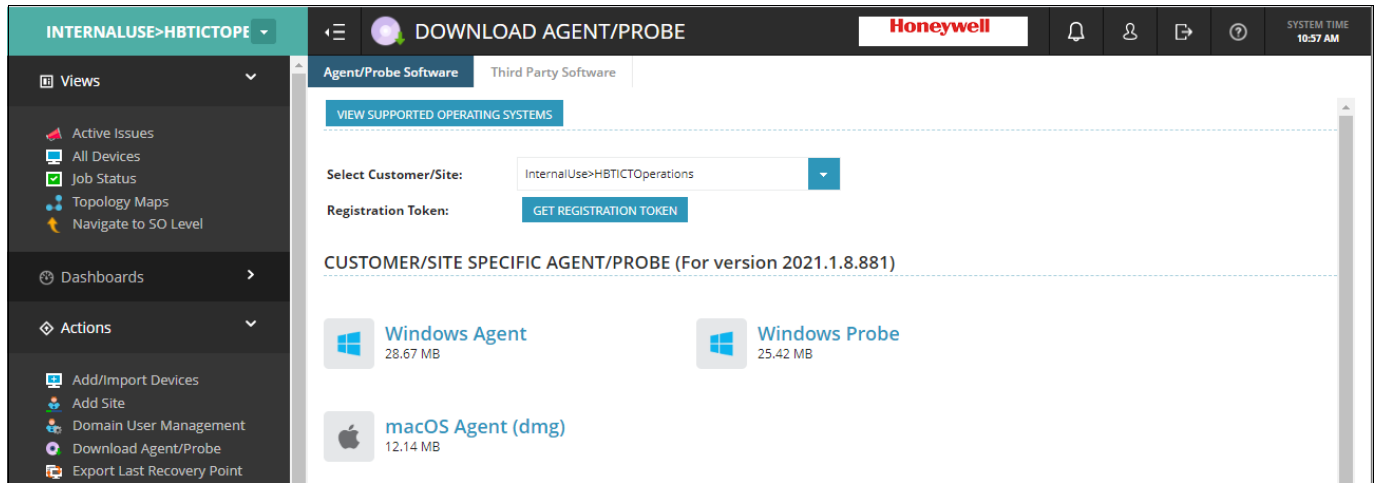 INTERNALUSE>HBTICTOPE
DOWNLOAD AGENT/PROBE
Honeywell
SYSTEM TIME
10:57 AM
Views
Active Issues
All Devices
Job Status
Topology Maps
Navigate to SO Level
Dashboards
Actions
Add/Import Devices
Add Site
Domain User Management
Download Agent/Probe
Export Last Recovery Point
Agent/Probe Software
Third Party Software
VIEW SUPPORTED OPERATING SYSTEMS
Select Customer/Site: InternalUse>HBTICTOperations
Registration Token: GET REGISTRATION TOKEN
CUSTOMER/SITE SPECIFIC AGENT/PROBE (For version 2021.1.8.881)
Windows Agent
28.67 MB
Windows Probe
25.42 MB
macOS Agent (dmg)
12.14 MB